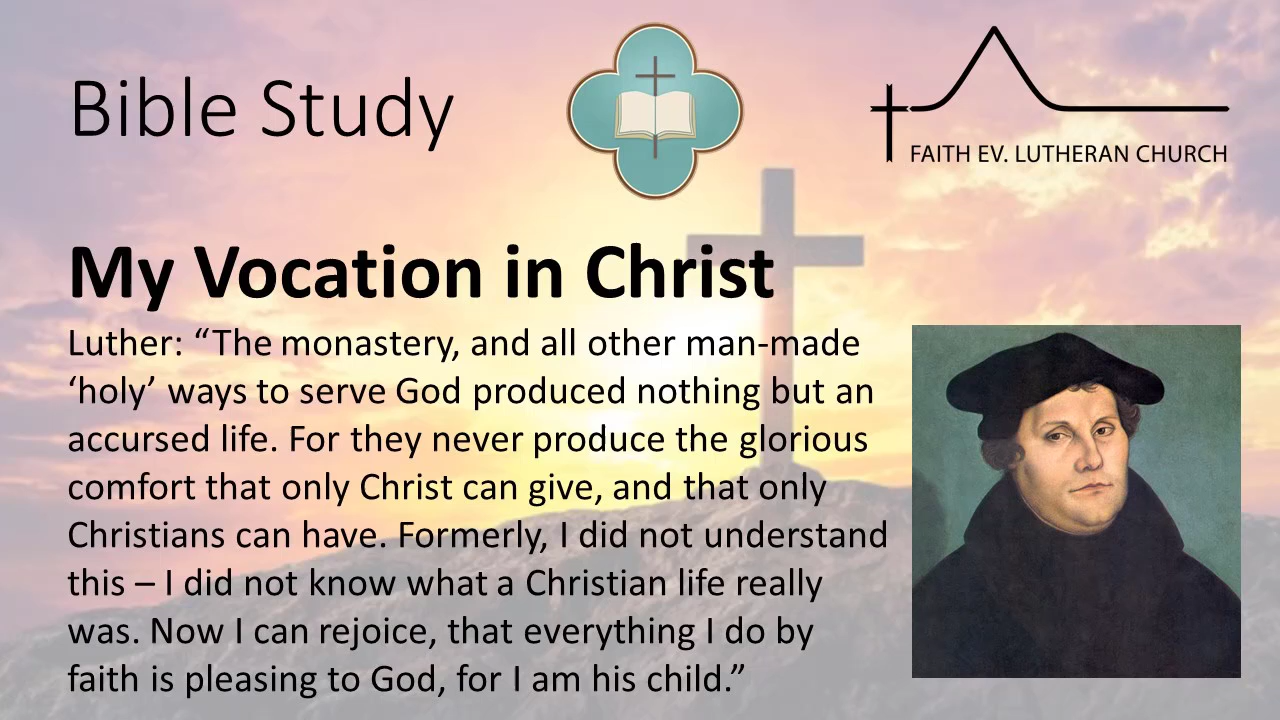 Bible Study
FAITH EV. LUTHERAN CHURCH
My Vocation in Christ
Luther: “The monastery, and all other man-made
‘holy’ ways to serve God produced nothing but an
accursed life. For they never produce the glorious
comfort that only Christ can give, and that only
Christians can have. Formerly, I did not understand
this – I did not know what a Christian life really
was. Now I can rejoice, that everything I do by
faith is pleasing to God, for I am his child.”